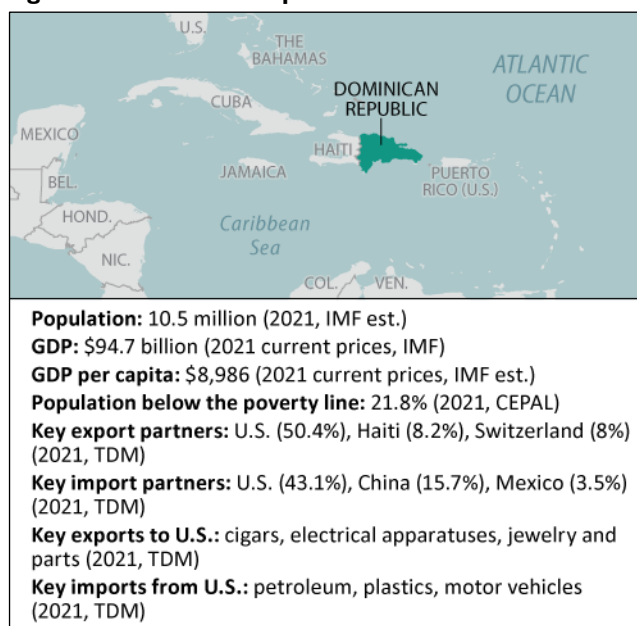 U.S.
THE
BAHAMAS
ATLANTIC
OCEAN
DOMINICAN
REPUBLIC
CUBA
MEXICO
HAITI
JAMAICA
PUERTO
RICO (U.S.)
BEL.
HOND.
Caribbean
Sea
NIC.
COL.
VEN.
Population: 10.5 million (2021, IMF est.)
GDP: $94.7 billion (2021 current prices, IMF)
GDP per capita: $8,986 (2021 current prices, IMF est.)
Population below the poverty line: 21.8% (2021, CEPAL)
Key export partners: U.S. (50.4%), Haiti (8.2%), Switzerland (8%)
(2021, TDM)
Key import partners: U.S. (43.1%), China (15.7%), Mexico (3.5%)
(2021, TDM)
Key exports to U.S.: cigars, electrical apparatuses, jewelry and
parts (2021, TDM)
Key imports from U.S.: petroleum, plastics, motor vehicles
(2021, TDM)